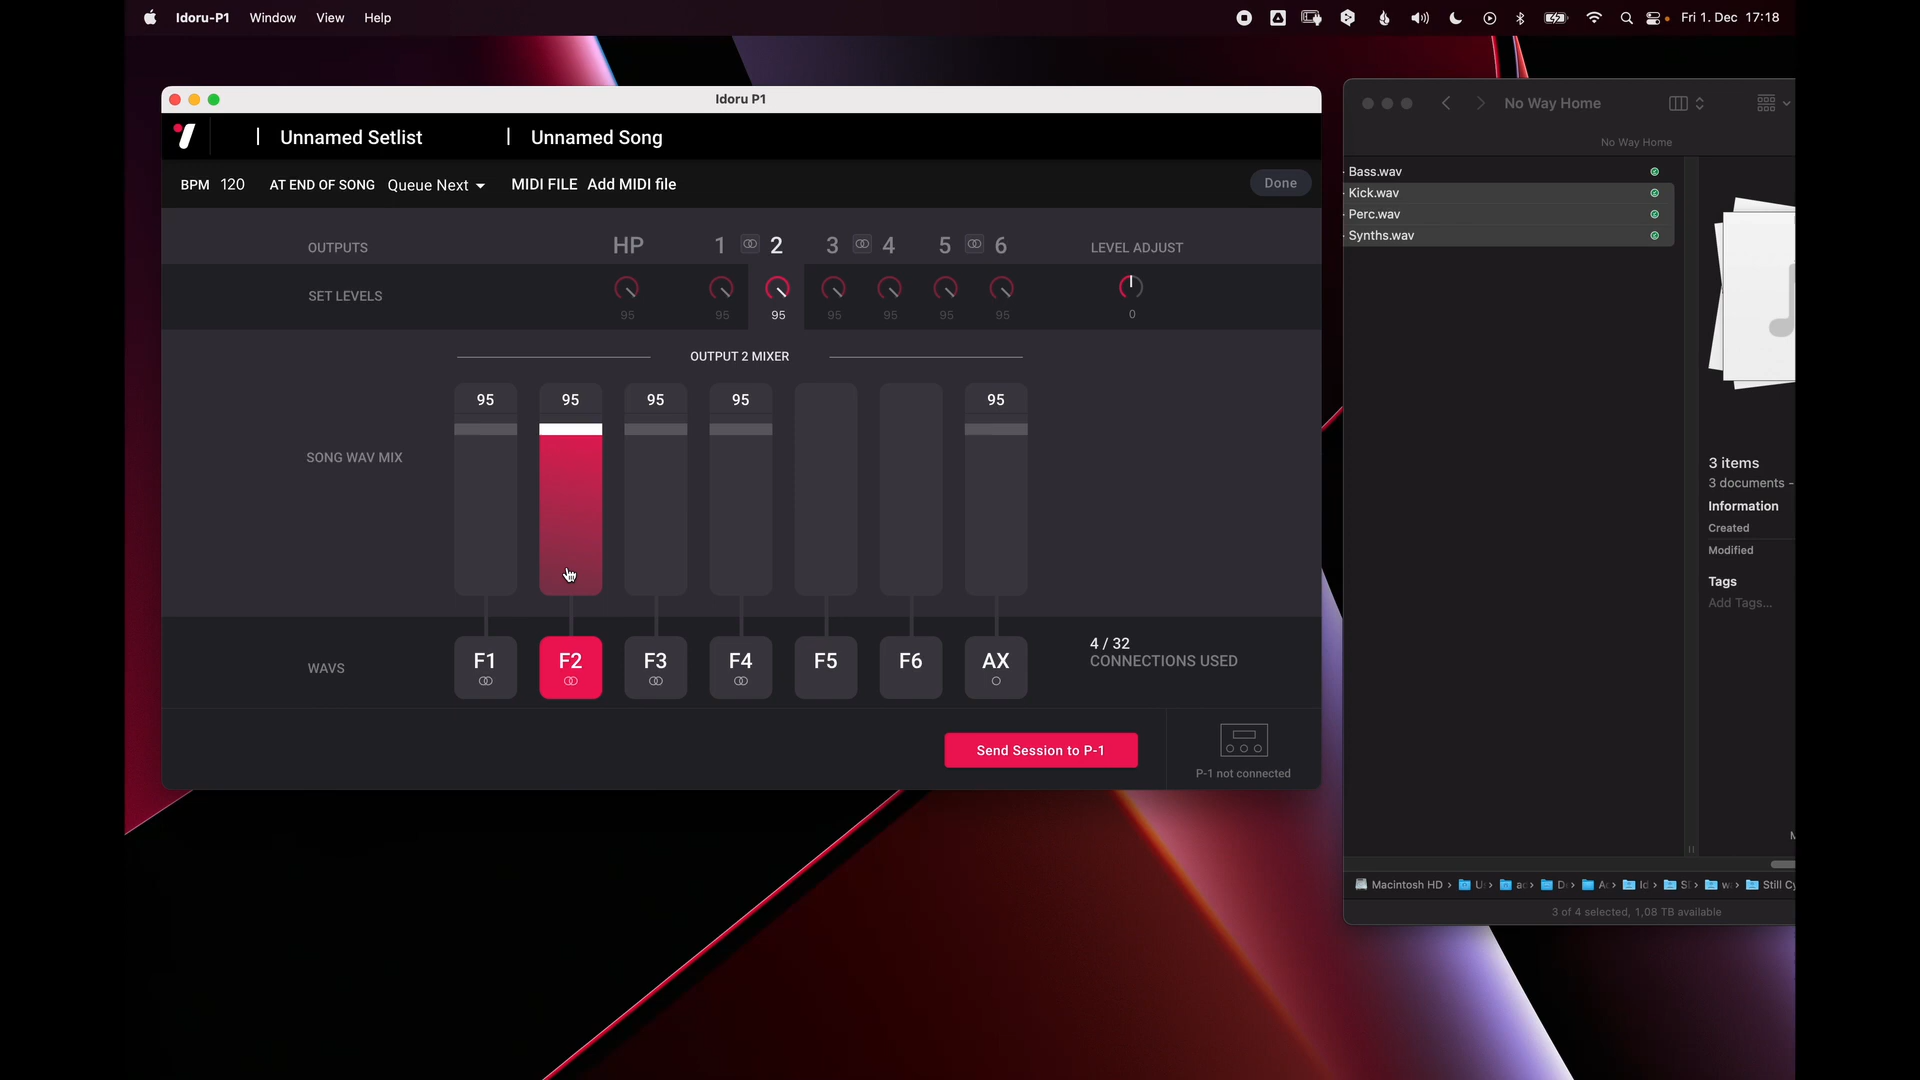 Idoru-P1 Window View Help Fri 1. Dec 17:18
Idoru P1
Unnamed Setlist Unnamed Song
BPM 120 AT END OF SONG Queue Next MIDI FILE Add MIDI file Done
OUTPUTS HP 1 2 3 4 5 6 LEVEL ADJUST
SET LEVELS 95 95 95 95 95 95 95 0
OUTPUT 2 MIXER
95 95 95 95 95
SONG WAV MIX
WAVS F1 F2 F3 F4 F5 F6 AX
4 / 32
CONNECTIONS USED
Send Session to P-1
P-1 not connected
No Way Home
No Way Home
Bass.wav
Kick.wav
Perc.wav
Synths.wav
3 items
3 documents -
Information
Created
Modified
Tags
Add Tags...
Macintosh HD › U › a › D › A › Id › S › w › Still Cy
3 of 4 selected, 1,08 TB available